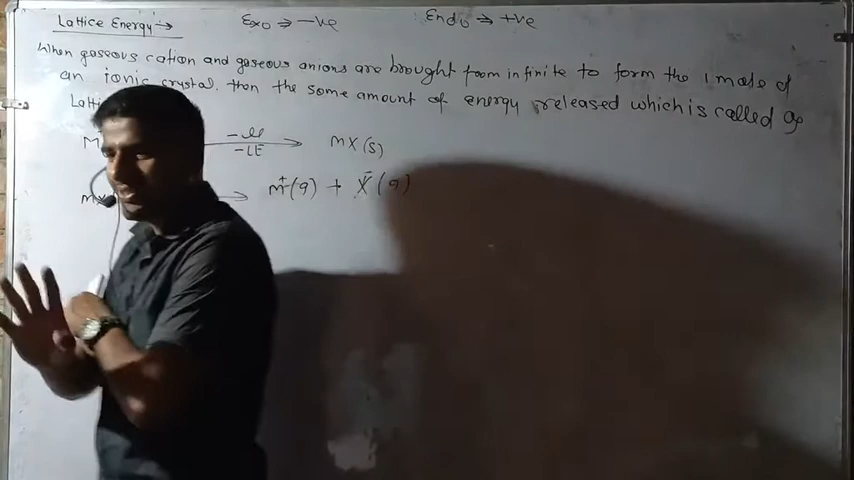 Lattice Energy→ Exo ⇒ -ve Endo ⇒ +ve
When gaseous cation and gaseous anions are brought from infinite to form the 1 mole of
an ionic crystal. then the some amount of energy released which is called as
Latti
M -U → MX(s)
-LE
→ M⁺(g) + X⁻(g)